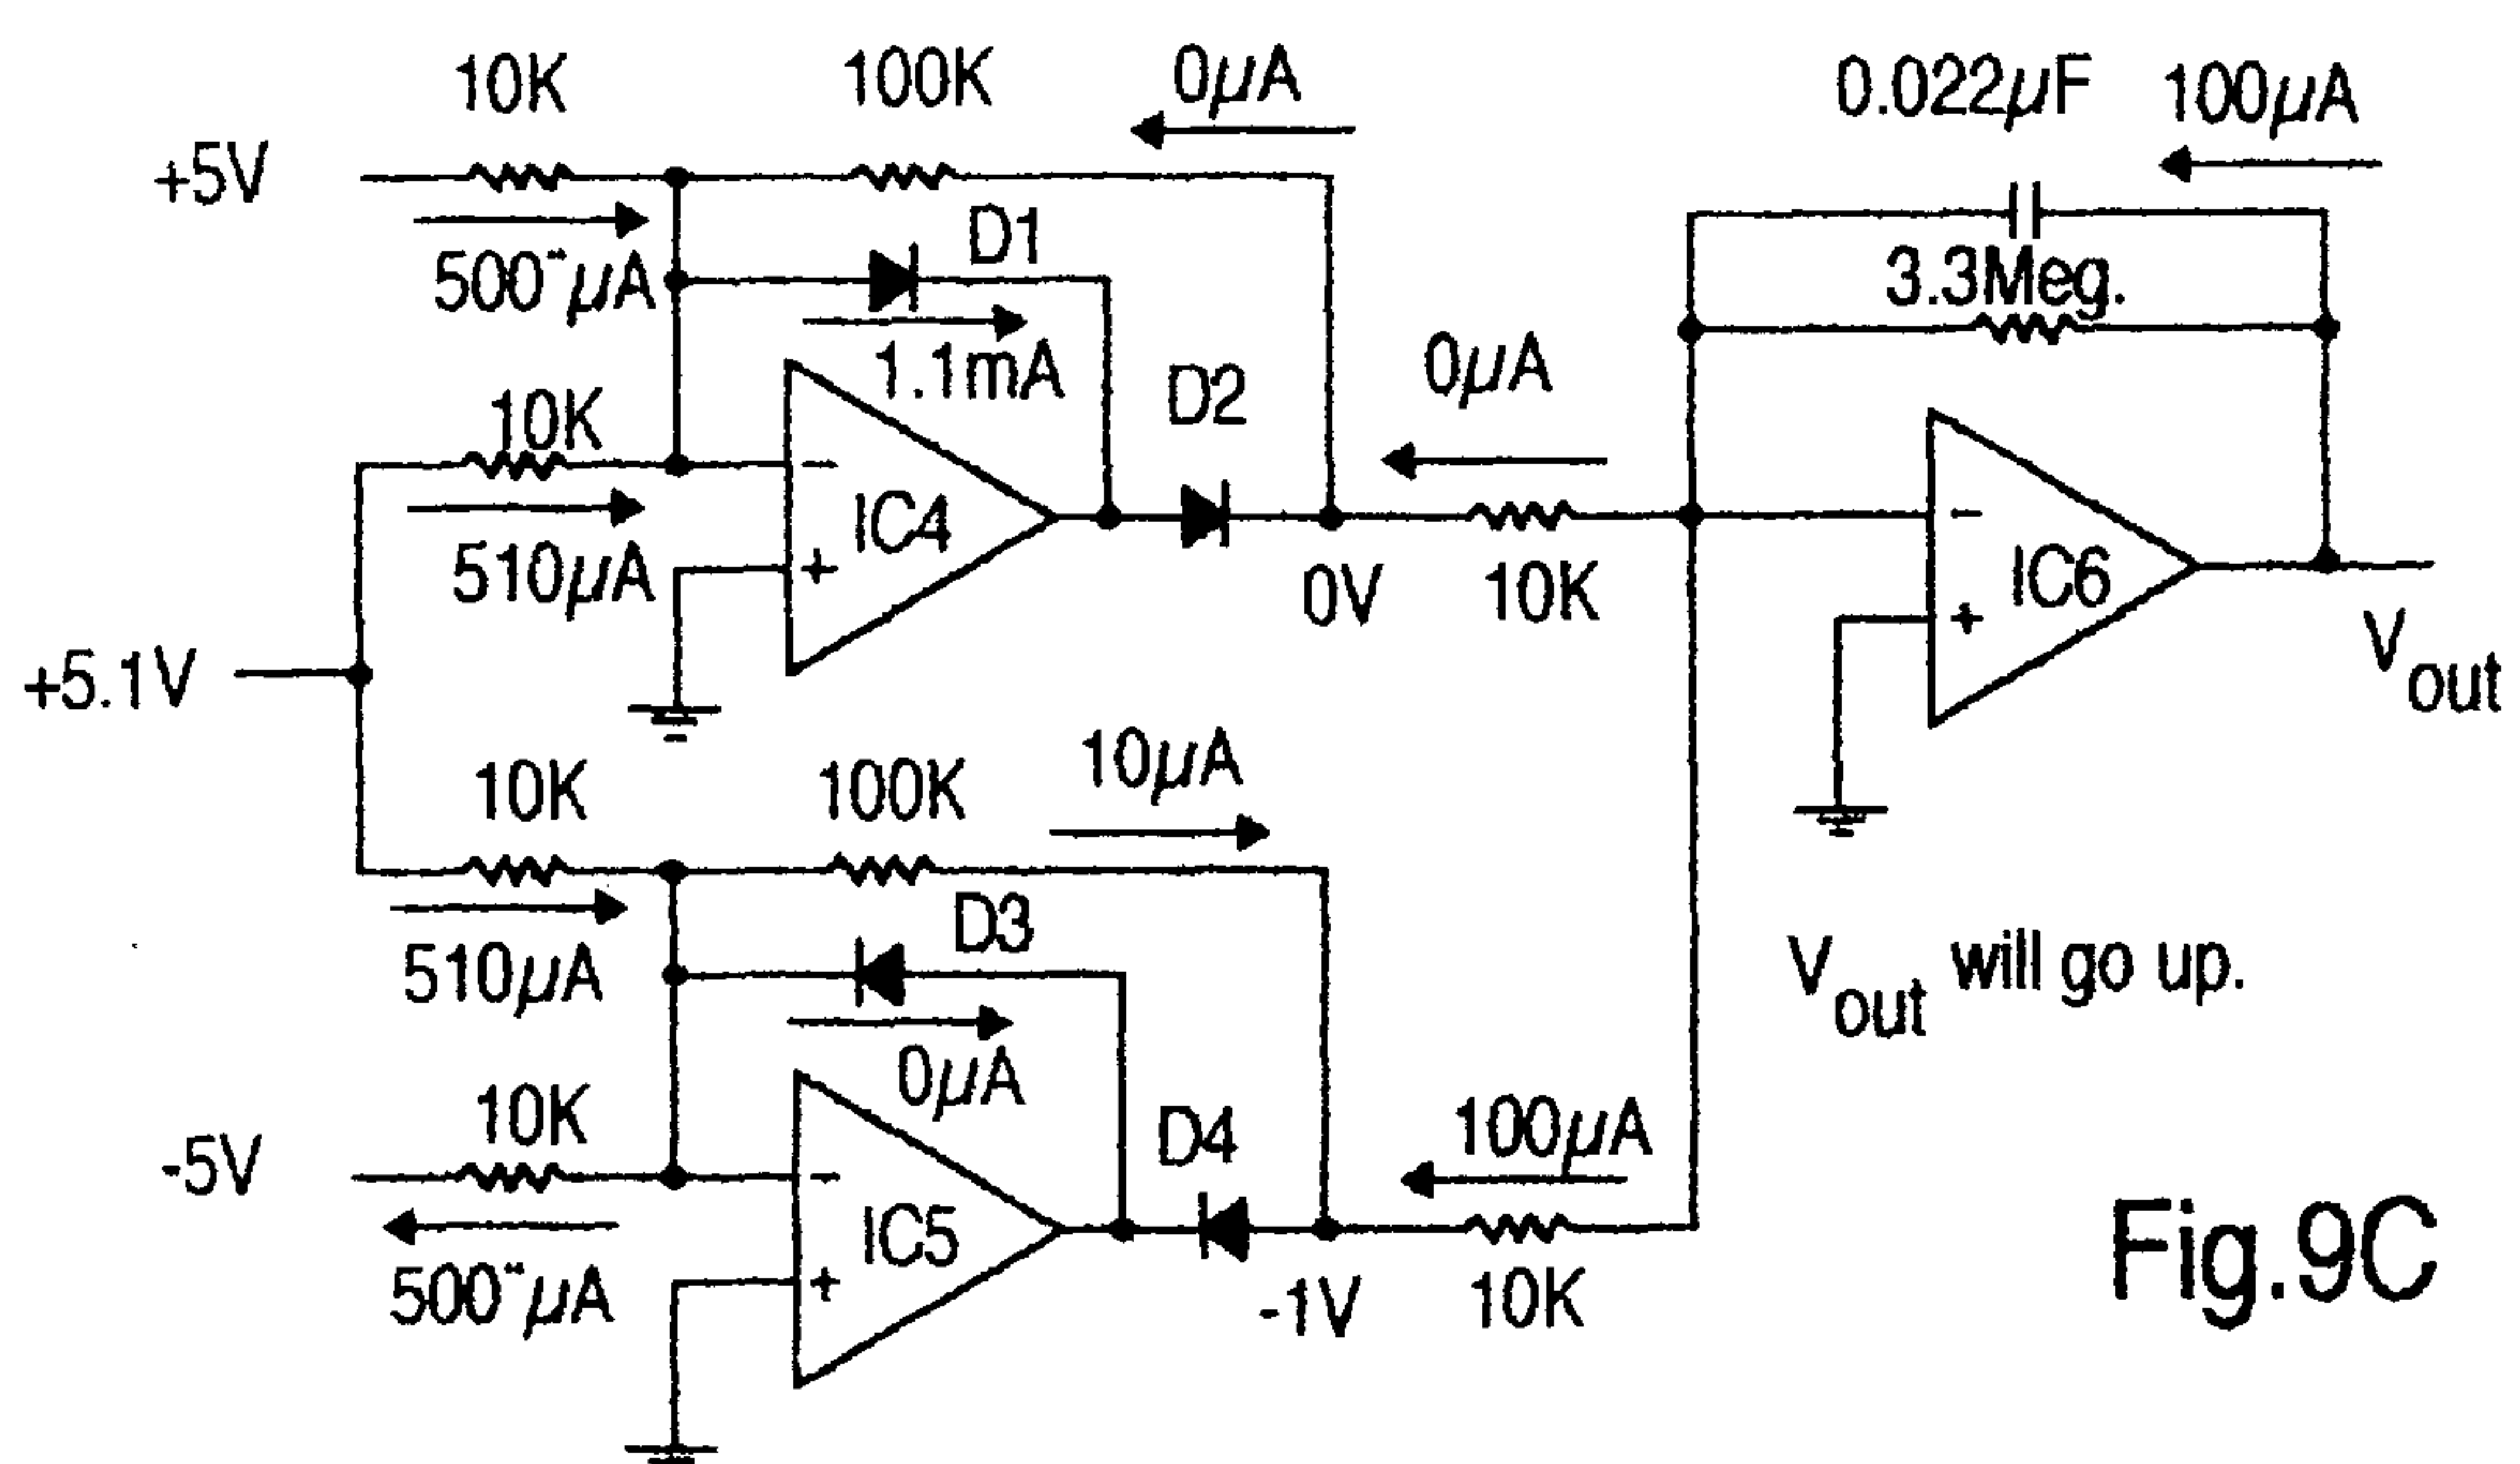 10K
100K
0μA
0.022μF
100μA
+5V
500μA
D1
3.3Meg.
1.1mA
10K
D2
0μA
−
IC4
−
510μA
+
0V
10K
IC6
+
+5.1V
Vout
10K
100K
10μA
D3
510μA
Vout will go up.
0μA
10K
D4
100μA
-5V
−
IC5
500μA
+
-1V
10K
Fig.9C